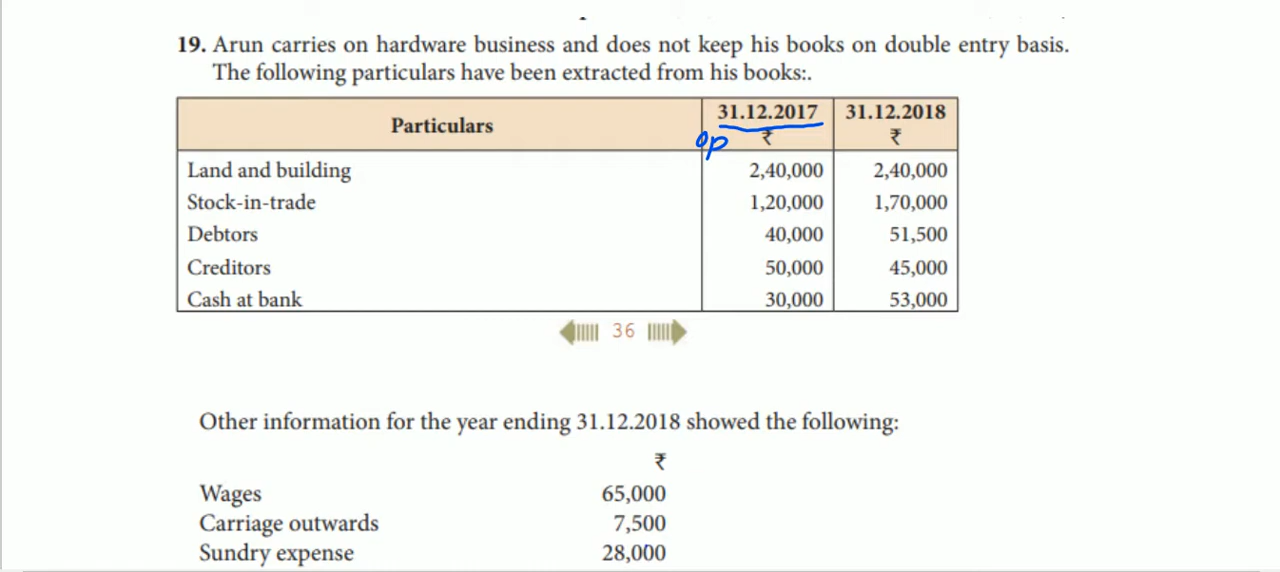 19. Arun carries on hardware business and does not keep his books on double entry basis.
The following particulars have been extracted from his books:.
Particulars 31.12.2017 ₹ 31.12.2018 ₹
op
Land and building 2,40,000 2,40,000
Stock-in-trade 1,20,000 1,70,000
Debtors 40,000 51,500
Creditors 50,000 45,000
Cash at bank 30,000 53,000
36
Other information for the year ending 31.12.2018 showed the following:
₹
Wages 65,000
Carriage outwards 7,500
Sundry expense 28,000